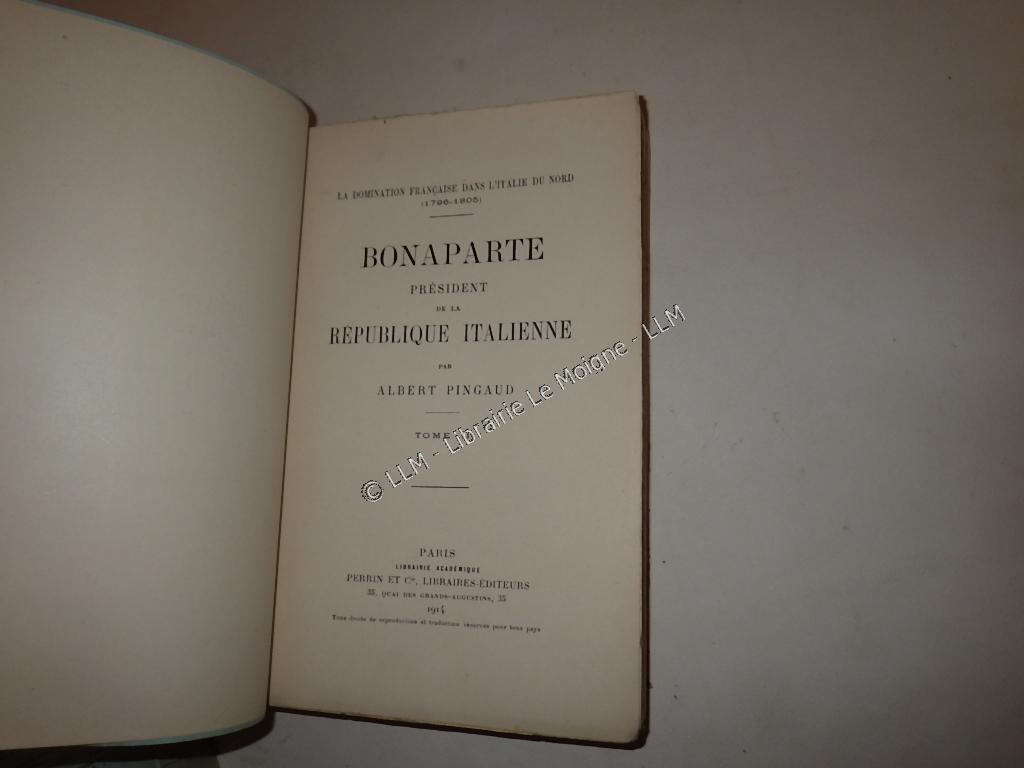 LA DOMINATION FRANÇAISE DANS L'ITALIE DU NORD
(1796-1805)
BONAPARTE
PRÉSIDENT
DE LA
RÉPUBLIQUE ITALIENNE
PAR
ALBERT PINGAUD
TOME
© LLM - Librairie Le Moigne - LLM
PARIS
LIBRAIRIE ACADÉMIQUE
PERRIN ET Cie, LIBRAIRES-ÉDITEURS
35, QUAI DES GRANDS-AUGUSTINS, 35
1914
Tous droits de reproduction et traduction réservés pour tous pays